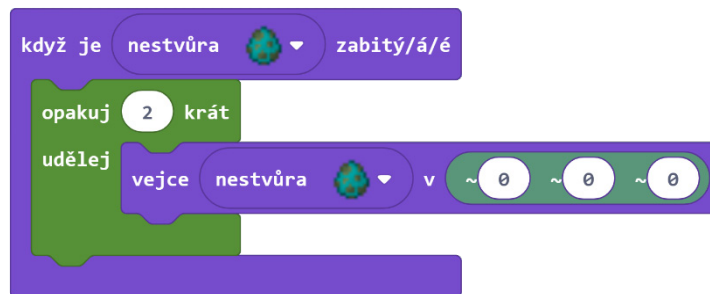 když je nestvůra zabitý/á/é
opakuj 2 krát
udělej
vejce nestvůra v ~ 0 ~ 0 ~ 0